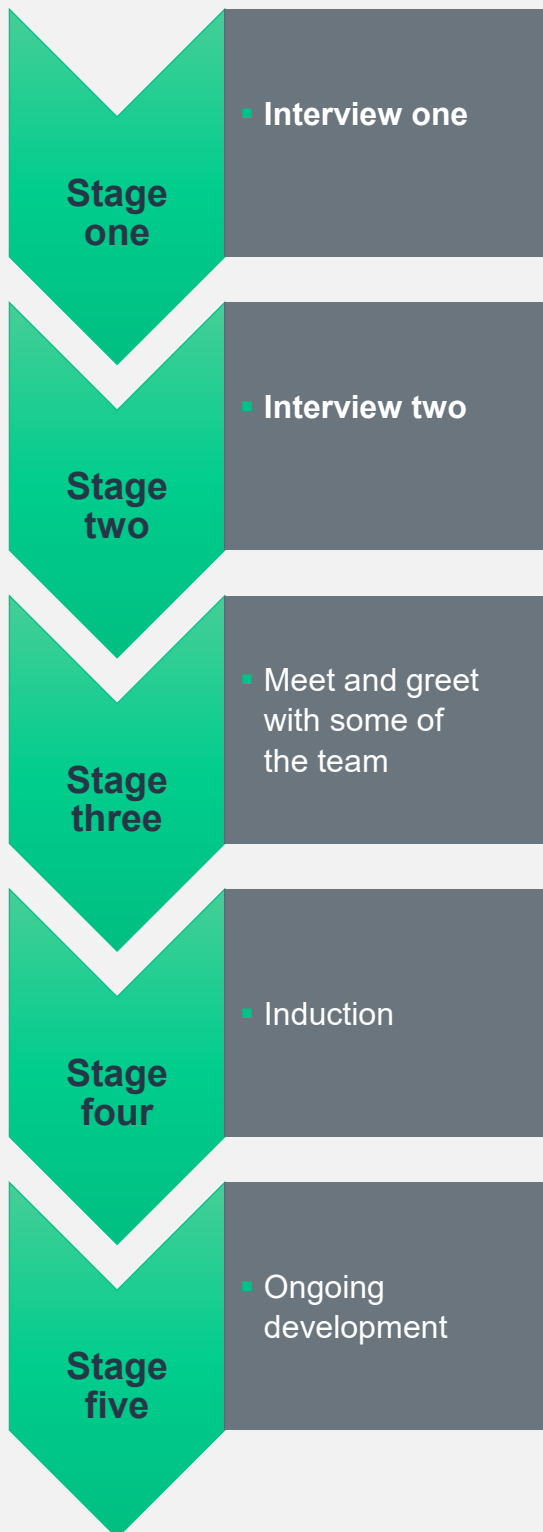 Stage
one
▪ Interview one
Stage
two
▪ Interview two
Stage
three
▪ Meet and greet
with some of
the team
Stage
four
▪ Induction
Stage
five
▪ Ongoing
development